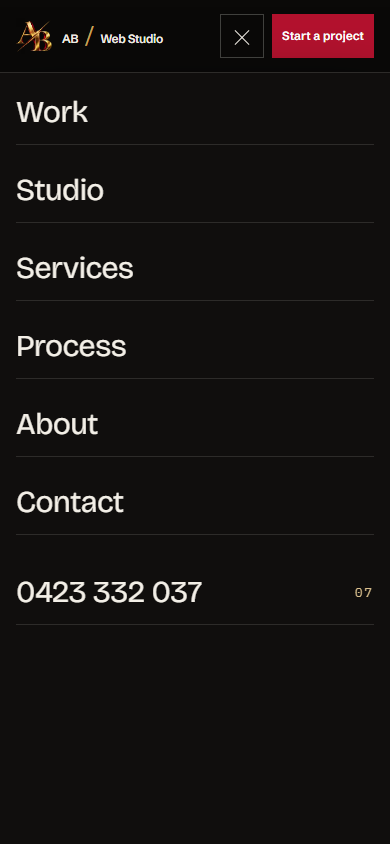 AB AB / Web Studio
Start a project
Work
Studio
Services
Process
About
Contact
0423 332 037
07